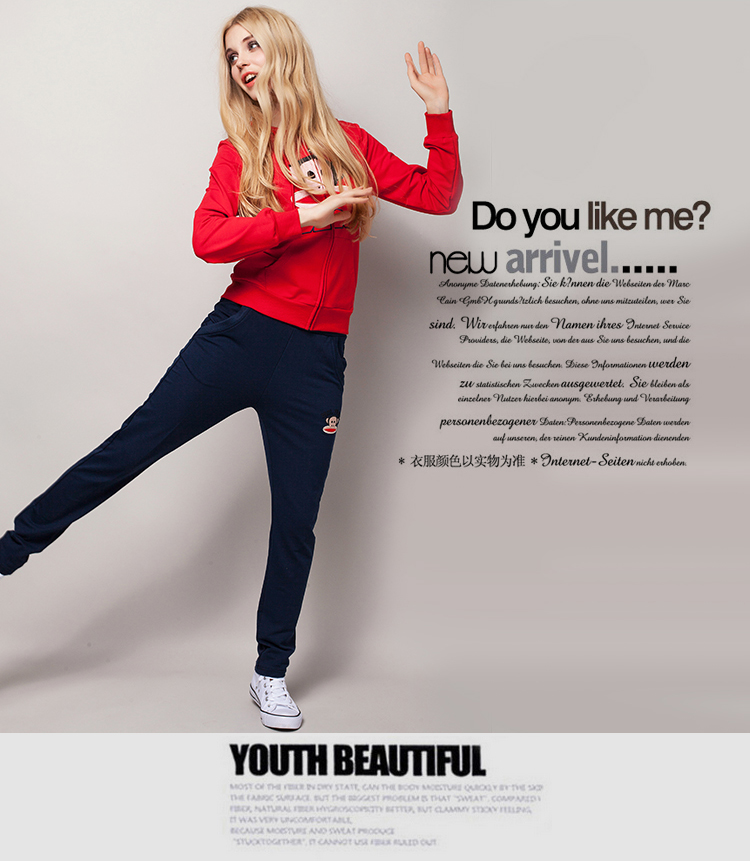 Do you like me?
new arrivel.......
Anonyme Datenerhebung: Sie k?nnen die Webseiten der Marc
Cain GmbH grunds?tzlich besuchen, ohne uns mitzuteilen, wer Sie
sind. Wir erfahren nur den Namen ihres Internet Service
Providers, die Webseite, von der aus Sie uns besuchen, und die
Webseiten die Sie bei uns besuchen. Diese Informationen werden
zu statistischen Zwecken ausgewertet. Sie bleiben als
einzelner Nutzer hierbei anonym. Erhebung und Verarbeitung
personenbezogener Daten: Personenbezogene Daten werden
auf unseren, der reinen Kundeninformation dienenden
* 衣服颜色以实物为准 * Internet-Seiten nicht erhoben.
YOUTH BEAUTIFUL
MOST OF THE FIBER IN DRY STATE, CAN THE BODY MOISTURE QUICKLY BY THE SKIN
THE FABRIC SURFACE. BUT THE BIGGEST PROBLEM IS THAT "SWEAT". COMPARED
FIBER, NATURAL FIBER HYGROSCOPICITY BETTER, BUT CLAMMY STICKY FEELING,
IT WAS VERY UNCOMFORTABLE.
BECAUSE MOISTURE AND SWEAT PRODUCE
"STUCKTOGETHER", IT CANNOT USE FIBER RULED OUT.